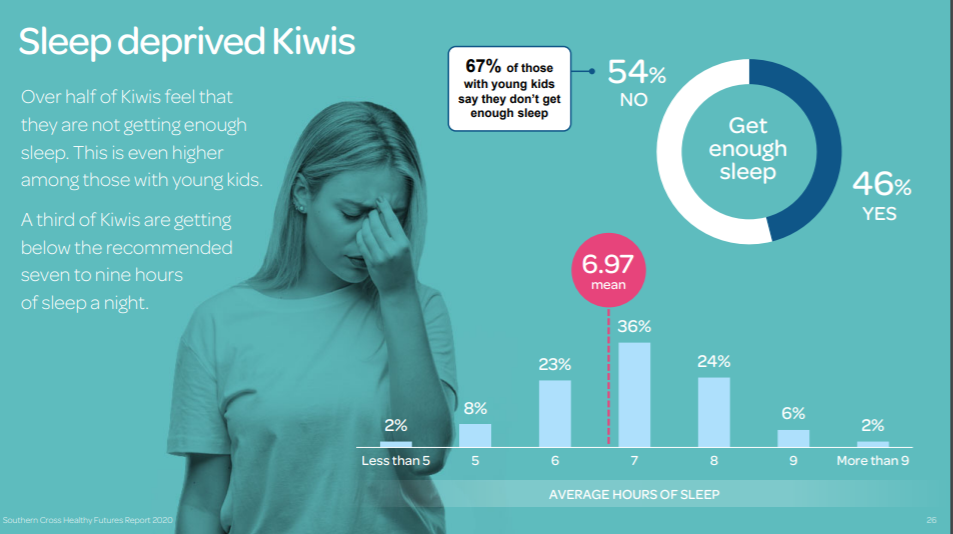 Sleep deprived Kiwis
Over half of Kiwis feel that
they are not getting enough
sleep. This is even higher
among those with young kids.
A third of Kiwis are getting
below the recommended
seven to nine hours
of sleep a night.
67% of those
with young kids
say they don't get
enough sleep
54%
NO
Get
enough
sleep
46%
YES
6.97
mean
2%
8%
23%
36%
24%
6%
2%
Less than 5
5
6
7
8
9
More than 9
AVERAGE HOURS OF SLEEP
Southern Cross Healthy Futures Report 2020
26